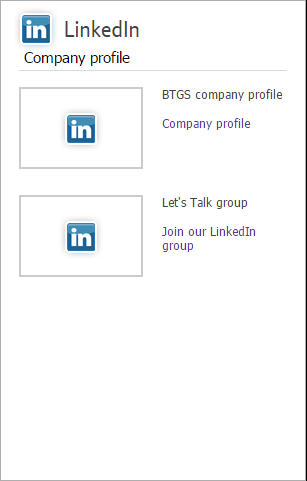 in LinkedIn
Company profile
in
BTGS company profile
Company profile
in
Let's Talk group
Join our LinkedIn
group